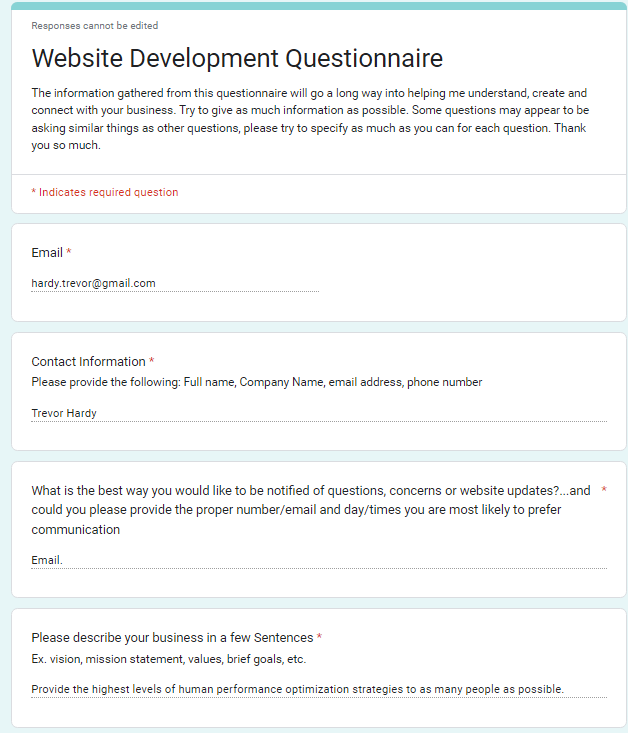 Responses cannot be edited
Website Development Questionnaire
The information gathered from this questionnaire will go a long way into helping me understand, create and
connect with your business. Try to give as much information as possible. Some questions may appear to be
asking similar things as other questions, please try to specify as much as you can for each question. Thank
you so much.
* Indicates required question
Email *
hardy.trevor@gmail.com
Contact Information *
Please provide the following: Full name, Company Name, email address, phone number
Trevor Hardy
What is the best way you would like to be notified of questions, concerns or website updates?...and *
could you please provide the proper number/email and day/times you are most likely to prefer
communication
Email.
Please describe your business in a few Sentences *
Ex. vision, mission statement, values, brief goals, etc.
Provide the highest levels of human performance optimization strategies to as many people as possible.